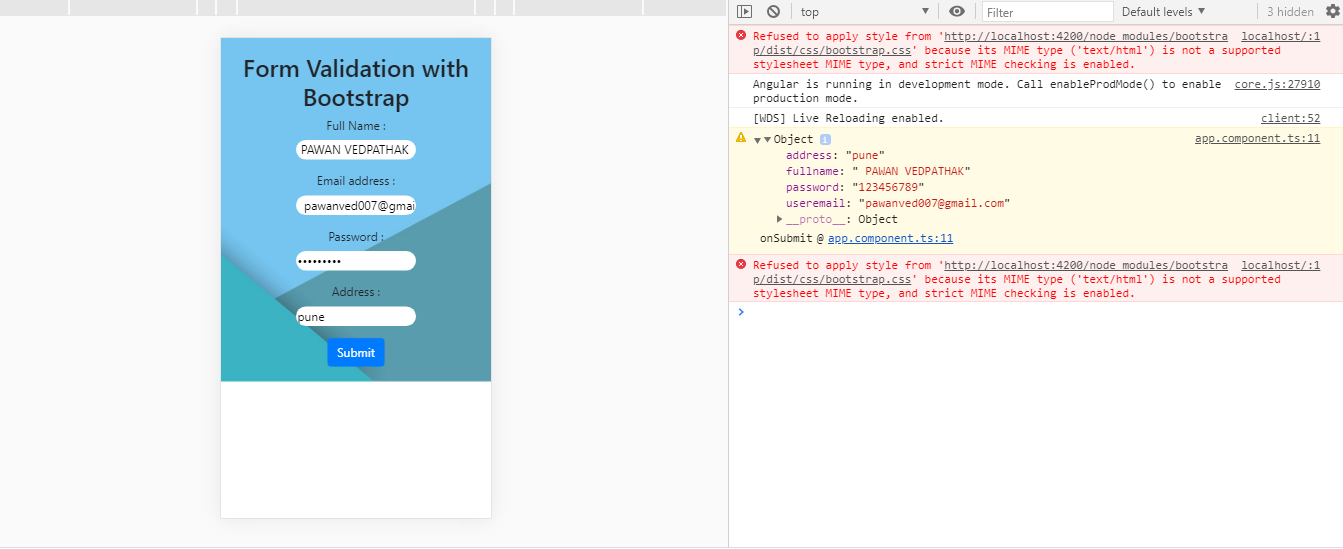 Form Validation with
Bootstrap
Full Name :
PAWAN VEDPATHAK
Email address :
pawanved007@gmai
Password :
•••••••••
Address :
pune
Submit
top
Filter
Default levels
3 hidden
Refused to apply style from 'http://localhost:4200/node_modules/bootstra localhost/:1
p/dist/css/bootstrap.css' because its MIME type ('text/html') is not a supported
stylesheet MIME type, and strict MIME checking is enabled.
Angular is running in development mode. Call enableProdMode() to enable core.js:27910
production mode.
[WDS] Live Reloading enabled. client:52
Object i app.component.ts:11
address: "pune"
fullname: " PAWAN VEDPATHAK"
password: "123456789"
useremail: "pawanved007@gmail.com"
__proto__: Object
onSubmit @ app.component.ts:11
Refused to apply style from 'http://localhost:4200/node_modules/bootstra localhost/:1
p/dist/css/bootstrap.css' because its MIME type ('text/html') is not a supported
stylesheet MIME type, and strict MIME checking is enabled.